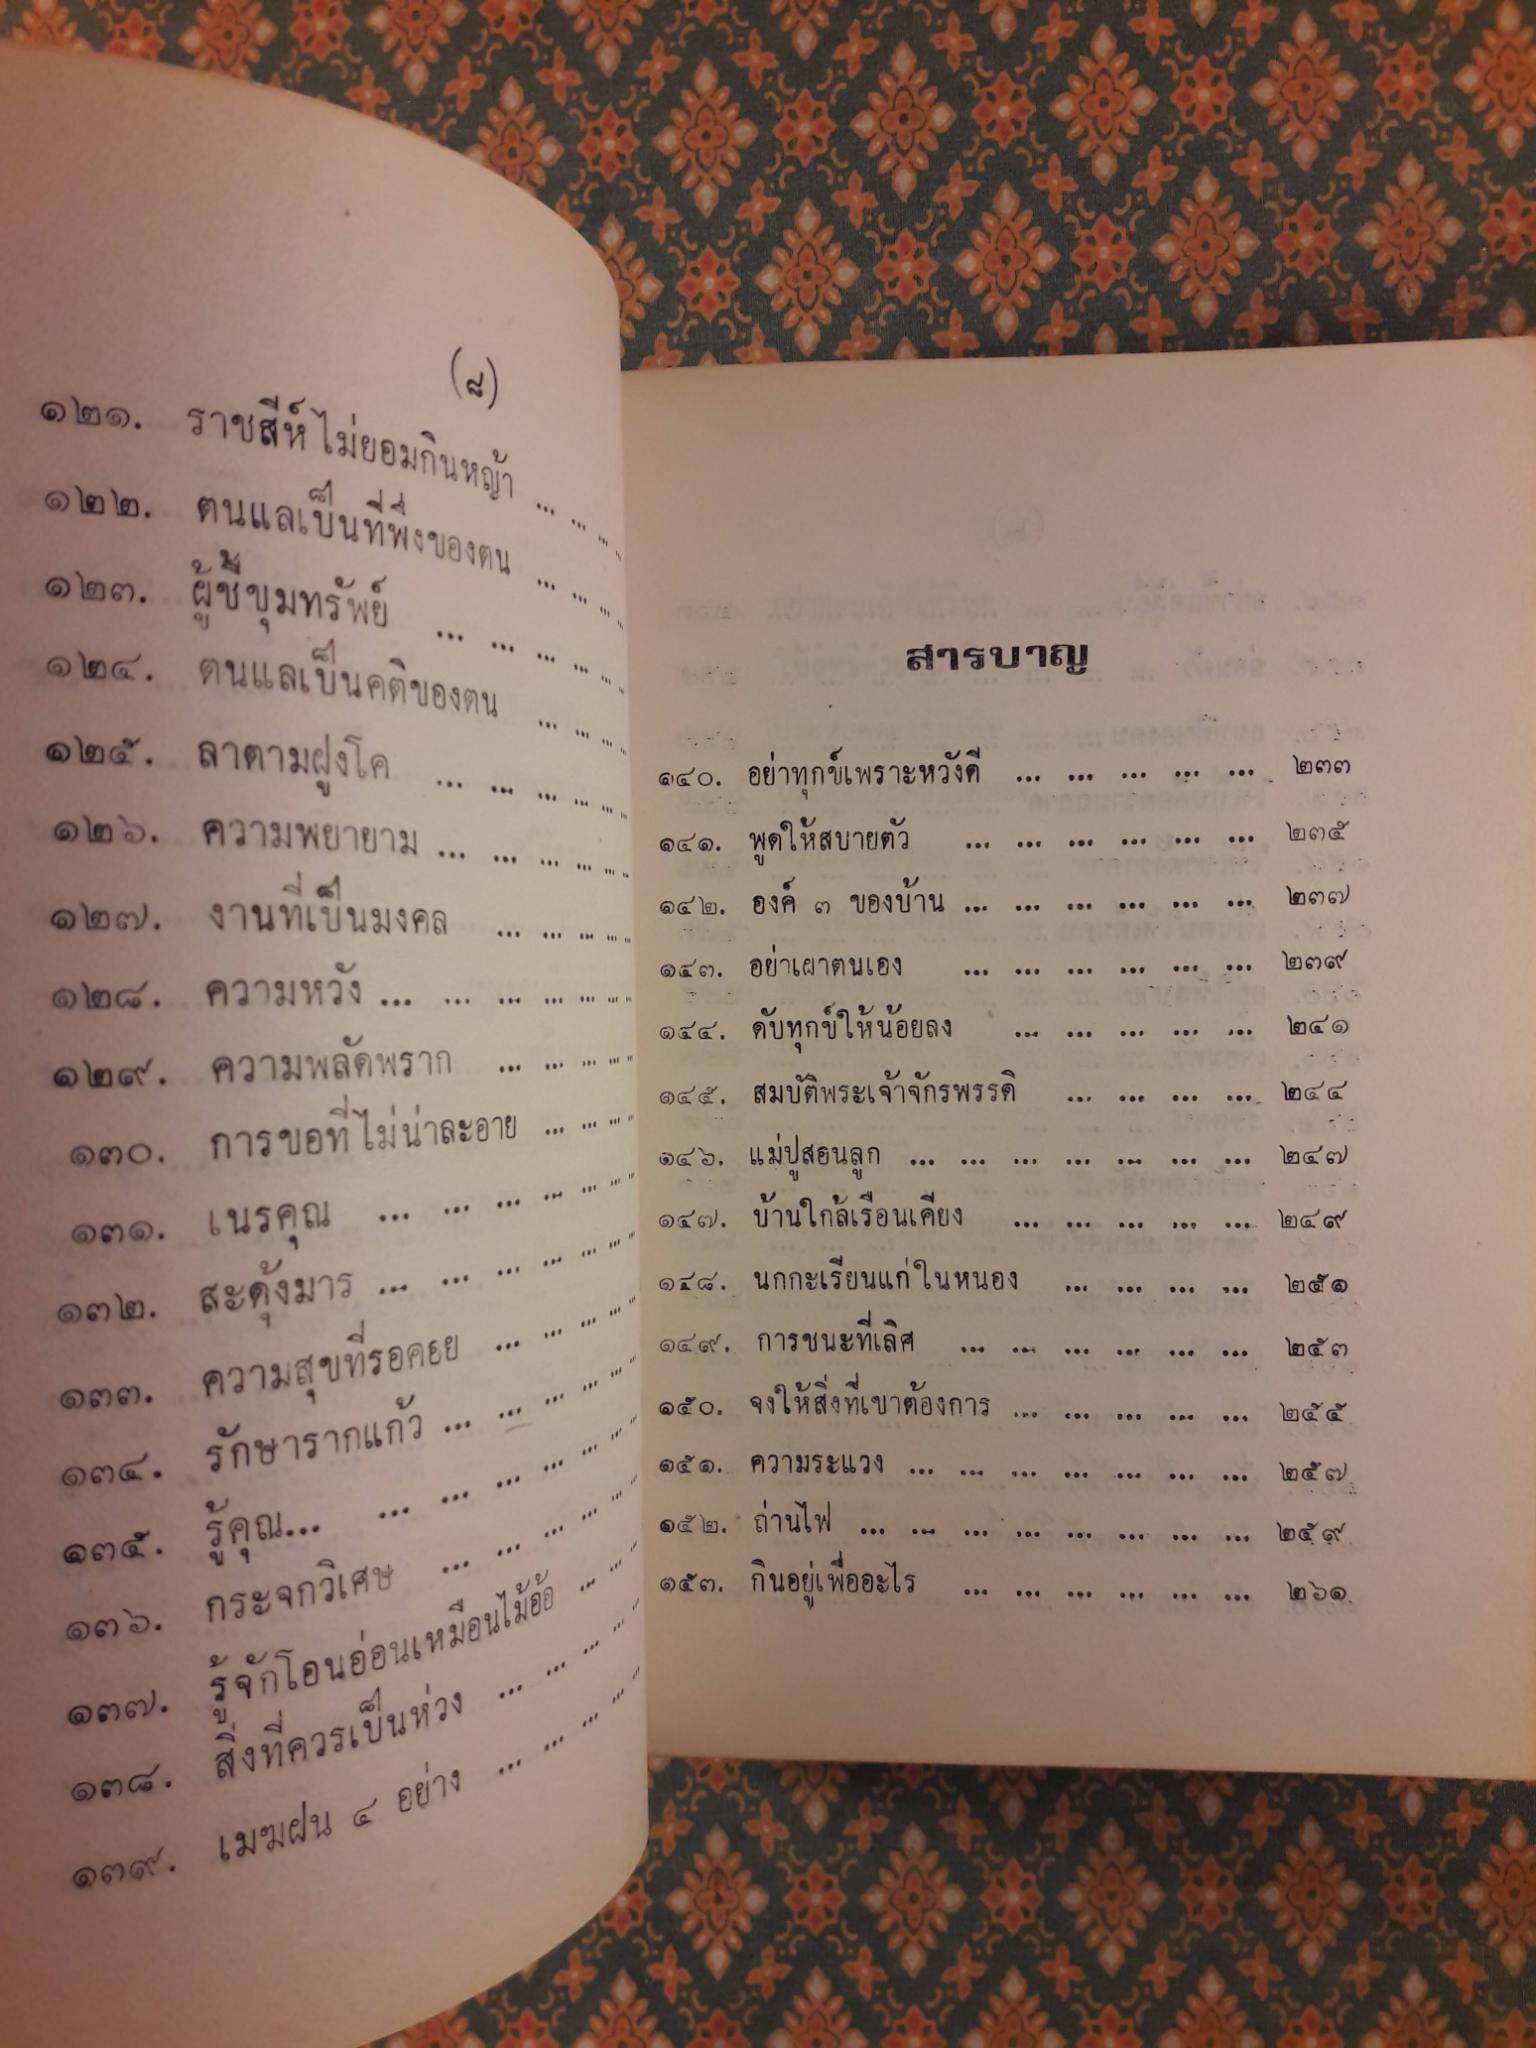 (๘)
๑๒๑. ราชสีห์ไม่ยอมกินหญ้า ... ... ... ...
๑๒๒. ตนแลเป็นที่พึ่งของตน ... ... ... ...
๑๒๓. ผู้ชี้ขุมทรัพย์ ... ... ... ... ...
๑๒๔. ตนแลเป็นคติของตน ... ... ... ...
๑๒๕. ลาตามฝูงโค ... ... ... ... ... ...
๑๒๖. ความพยายาม ... ... ... ... ... ...
๑๒๗. งานที่เป็นมงคล ... ... ... ... ...
๑๒๘. ความหวัง ... ... ... ... ... ... ...
๑๒๙. ความพลัดพราก ... ... ... ... ...
๑๓๐. การขอที่ไม่น่าละอาย ... ... ... ...
๑๓๑. เนรคุณ ... ... ... ... ... ... ...
๑๓๒. สะดุ้งมาร ... ... ... ... ... ... ...
๑๓๓. ความสุขที่รอคอย ... ... ... ... ...
๑๓๔. รักษารากแก้ว ... ... ... ... ... ...
๑๓๕. รู้คุณ... ... ... ... ... ... ...
๑๓๖. กระจกวิเศษ ... ... ... ... ... ...
๑๓๗. รู้จักโอนอ่อนเหมือนไม้อ้อ ... ... ...
๑๓๘. สิ่งที่ควรเป็นห่วง ... ... ... ... ...
๑๓๙. เมฆฝน ๔ อย่าง ... ... ... ... ...
สารบาญ
๑๔๐. อย่าทุกข์เพราะหวังดี ... ... ... ... ... ๒๓๓
๑๔๑. พูดให้สบายตัว ... ... ... ... ... ... ๒๓๕
๑๔๒. องค์ ๓ ของบ้าน ... ... ... ... ... ... ๒๓๗
๑๔๓. อย่าเผาตนเอง ... ... ... ... ... ... ๒๓๙
๑๔๔. ดับทุกข์ให้น้อยลง ... ... ... ... ... ๒๔๑
๑๔๕. สมบัติพระเจ้าจักรพรรดิ ... ... ... ... ๒๔๔
๑๔๖. แม่ปูสอนลูก ... ... ... ... ... ... ... ๒๔๗
๑๔๗. บ้านใกล้เรือนเคียง ... ... ... ... ... ๒๔๙
๑๔๘. นกกะเรียนแก่ในหนอง ... ... ... ... ๒๕๑
๑๔๙. การชนะที่เลิศ ... ... ... ... ... ... ๒๕๓
๑๕๐. จงให้สิ่งที่เขาต้องการ ... ... ... ... ... ๒๕๕
๑๕๑. ความระแวง ... ... ... ... ... ... ... ๒๕๗
๑๕๒. ถ่านไฟ ... ... ... ... ... ... ... ... ๒๕๙
๑๕๓. กินอยู่เพื่ออะไร ... ... ... ... ... ... ๒๖๑